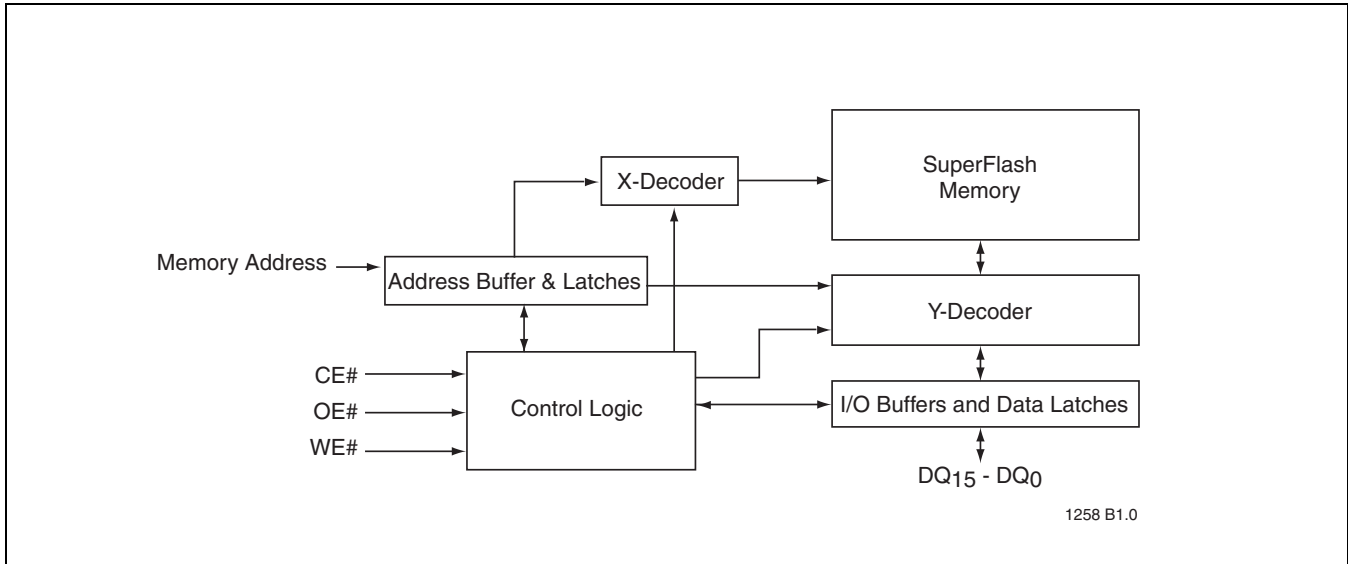 SuperFlash
Memory
X-Decoder
Memory Address
Address Buffer & Latches
Y-Decoder
CE#
OE#
WE#
Control Logic
I/O Buffers and Data Latches
DQ15 - DQ0
1258 B1.0